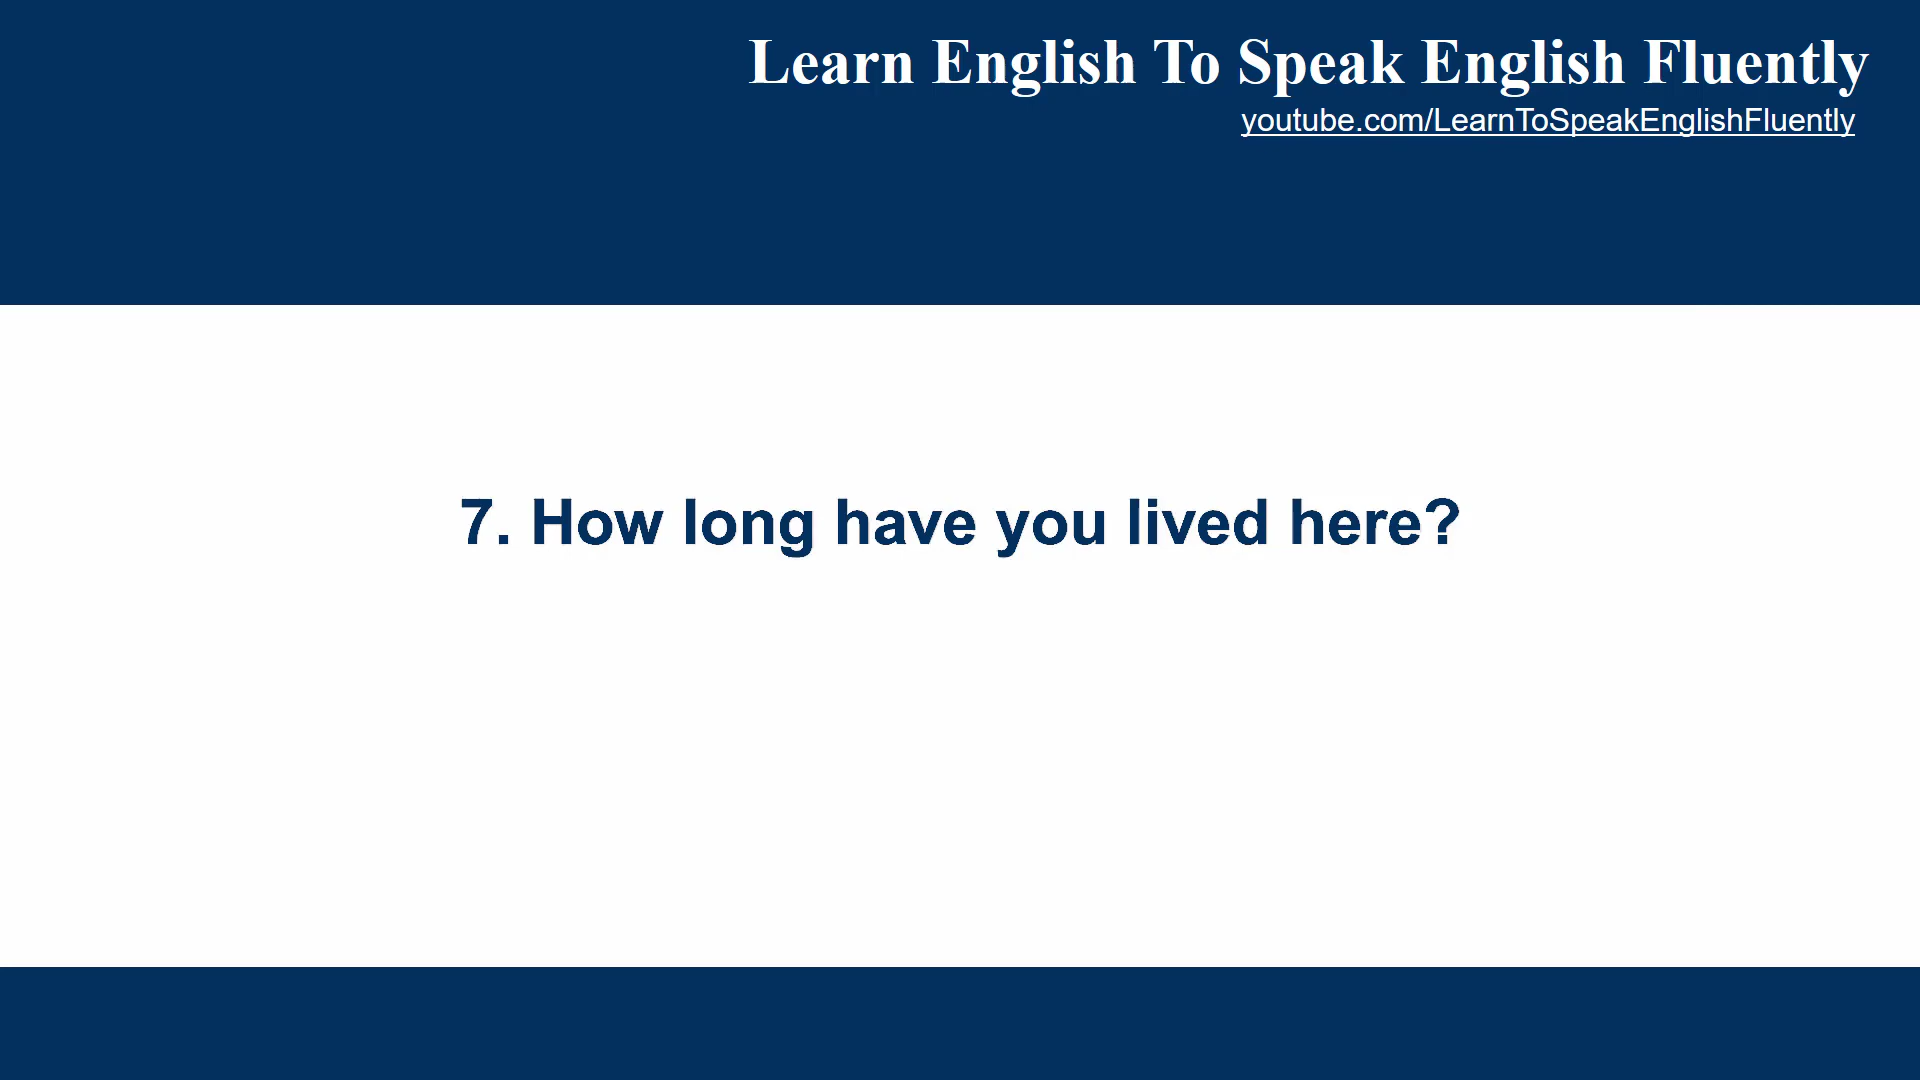 Learn English To Speak English Fluently
youtube.com/LearnToSpeakEnglishFluently
7. How long have you lived here?